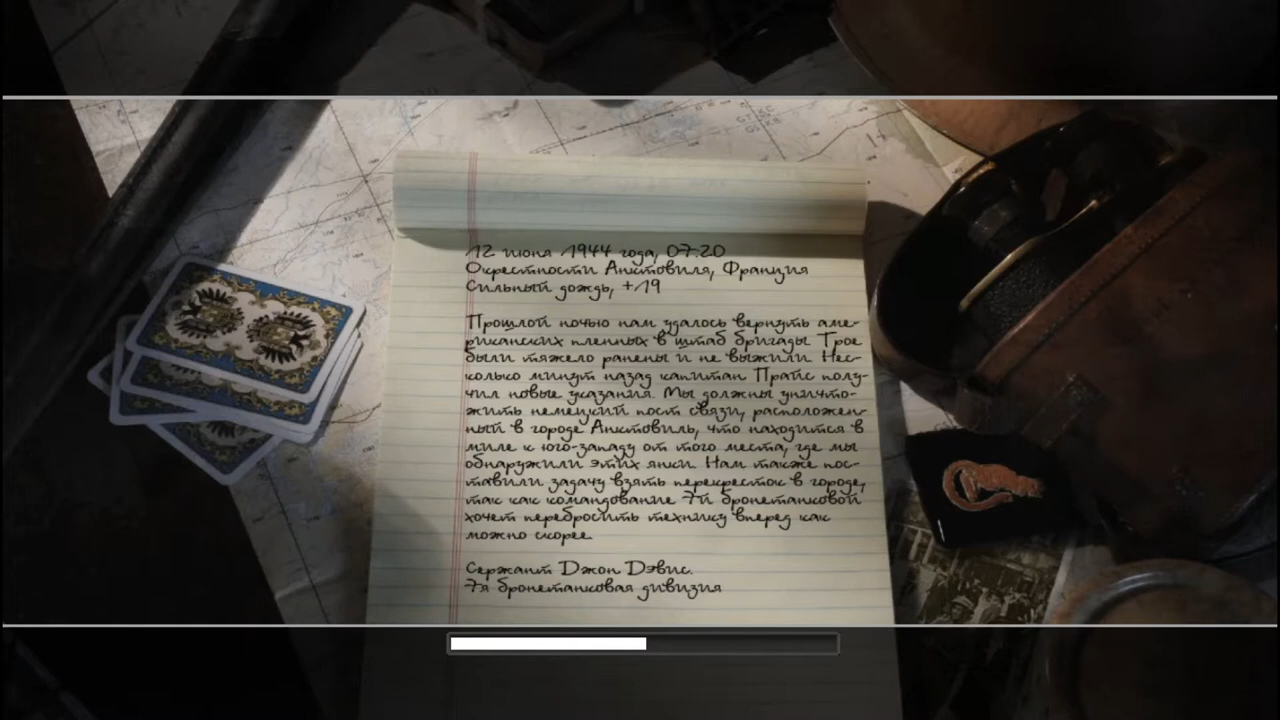 12 июня 1944 года, 07:20
Окрестности Анктовиля, Франция
Сильный дождь, +19
Прошлой ночью нам удалось вернуть аме-
риканских пленных в штаб бригады. Трое
были тяжело ранены и не выжили. Нес-
колько минут назад капитан Прайс полу-
чил новые указания. Мы должны уничто-
жить немецкий пост связи, расположен-
ный в городе Анктовиль, что находится в
миле к юго-западу от того места, где мы
обнаружили этих янки. Нам также пос-
тавили задачу взять перекресток в городе,
так как командование 7й бронетанковой
хочет перебросить технику вперед как
можно скорее.
Сержант Джон Дэвис.
7я бронетанковая дивизия